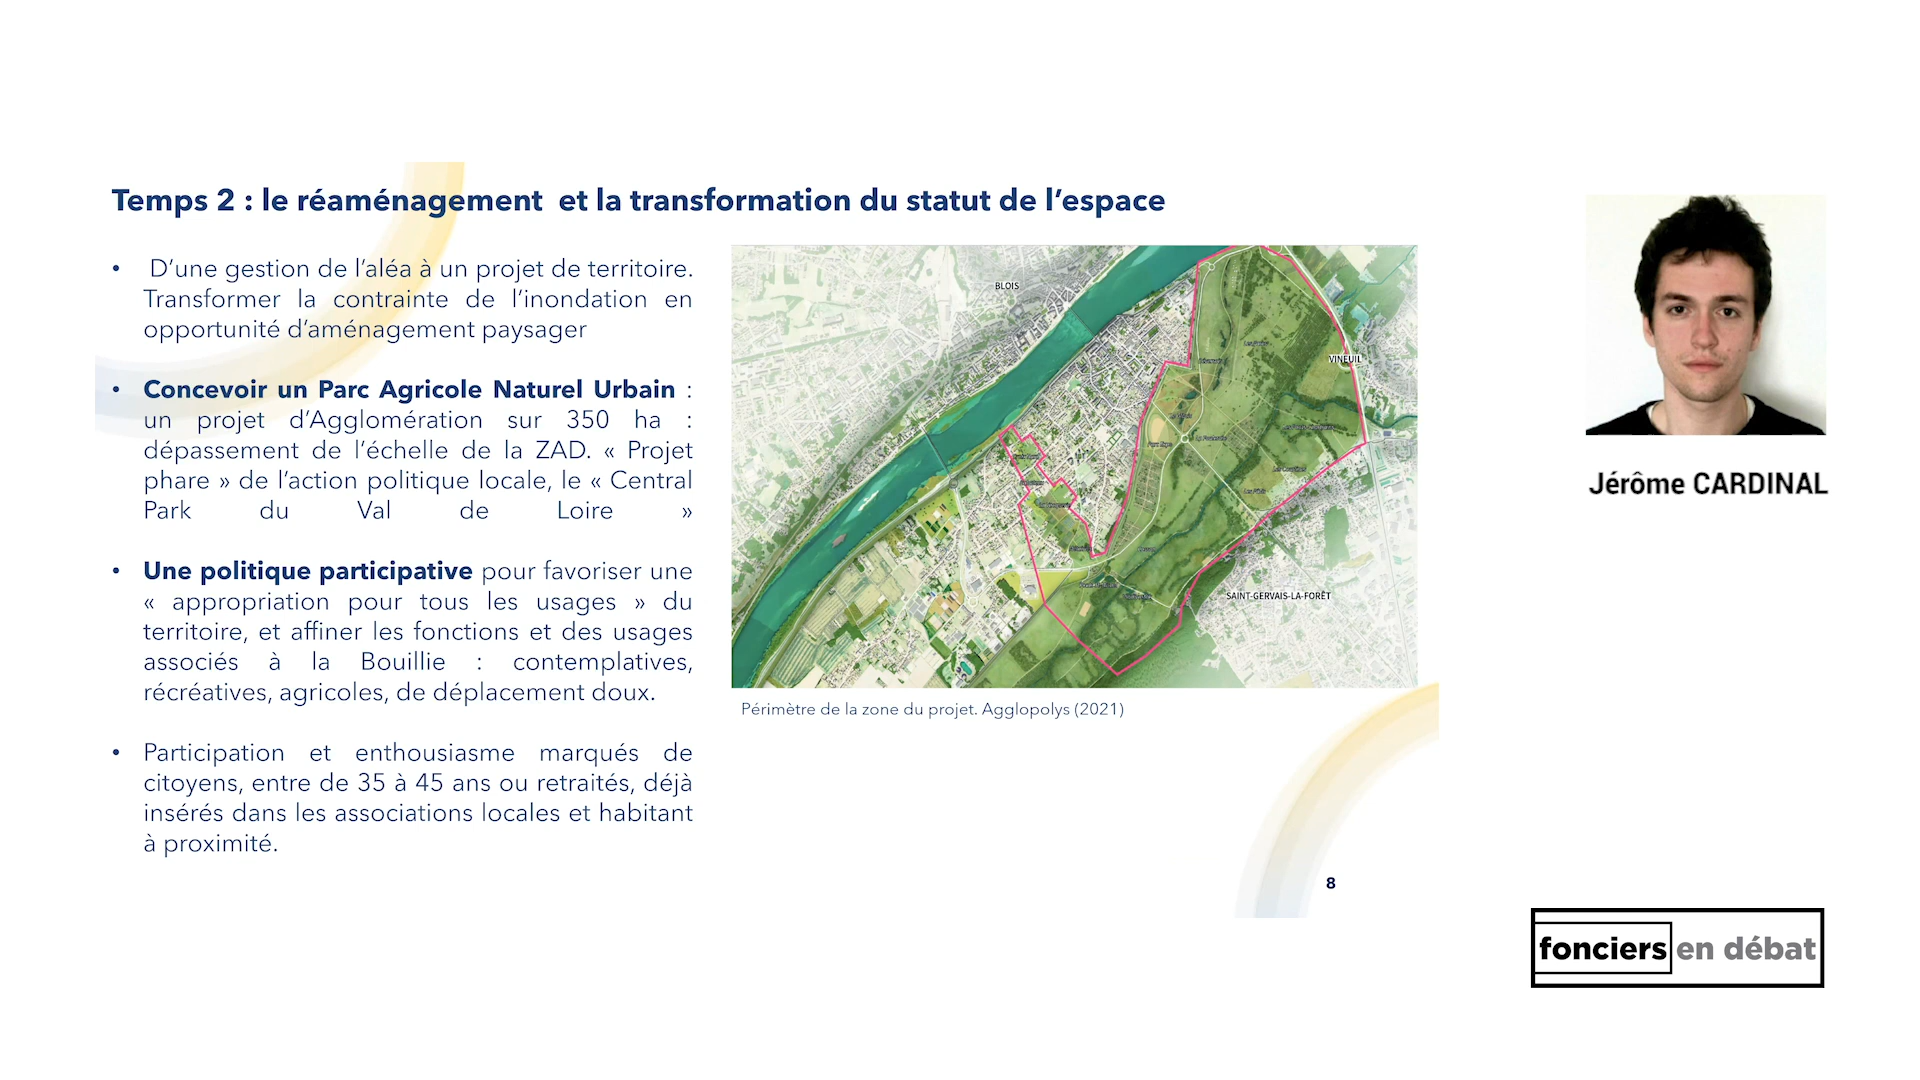 Temps 2 : le réaménagement et la transformation du statut de l'espace
• D'une gestion de l'aléa à un projet de territoire.
Transformer la contrainte de l'inondation en
opportunité d'aménagement paysager
• Concevoir un Parc Agricole Naturel Urbain :
un projet d'Agglomération sur 350 ha :
dépassement de l'échelle de la ZAD. « Projet
phare » de l'action politique locale, le « Central
Park du Val de Loire »
• Une politique participative pour favoriser une
« appropriation pour tous les usages » du
territoire, et affiner les fonctions et des usages
associés à la Bouillie : contemplatives,
récréatives, agricoles, de déplacement doux.
• Participation et enthousiasme marqués de
citoyens, entre de 35 à 45 ans ou retraités, déjà
insérés dans les associations locales et habitant
à proximité.
BLOIS
VINEUIL
SAINT-GERVAIS-LA-FORÊT
Périmètre de la zone du projet. Agglopolys (2021)
8
Jérôme CARDINAL
fonciers en débat